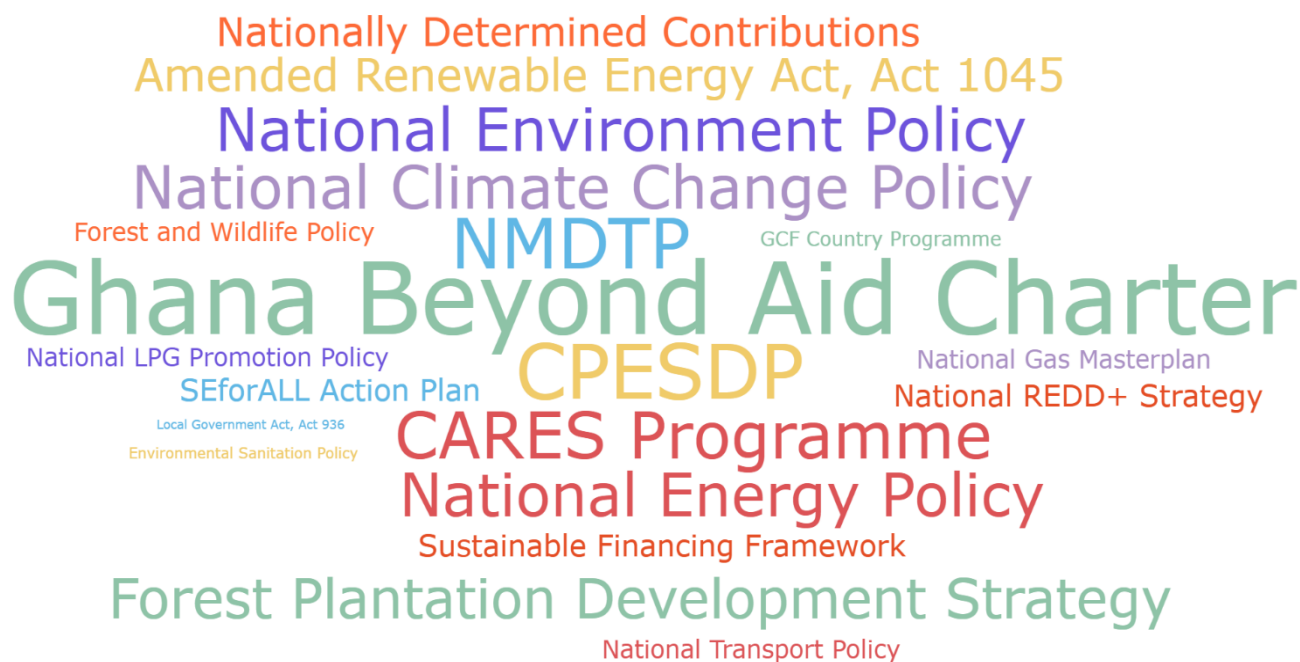 Nationally Determined Contributions
Amended Renewable Energy Act, Act 1045
National Environment Policy
National Climate Change Policy
Forest and Wildlife Policy
NMDTP
GCF Country Programme
Ghana Beyond Aid Charter
National LPG Promotion Policy
CPESDP
National Gas Masterplan
SEforALL Action Plan
National REDD+ Strategy
Local Government Act, Act 936
CARES Programme
Environmental Sanitation Policy
National Energy Policy
Sustainable Financing Framework
Forest Plantation Development Strategy
National Transport Policy